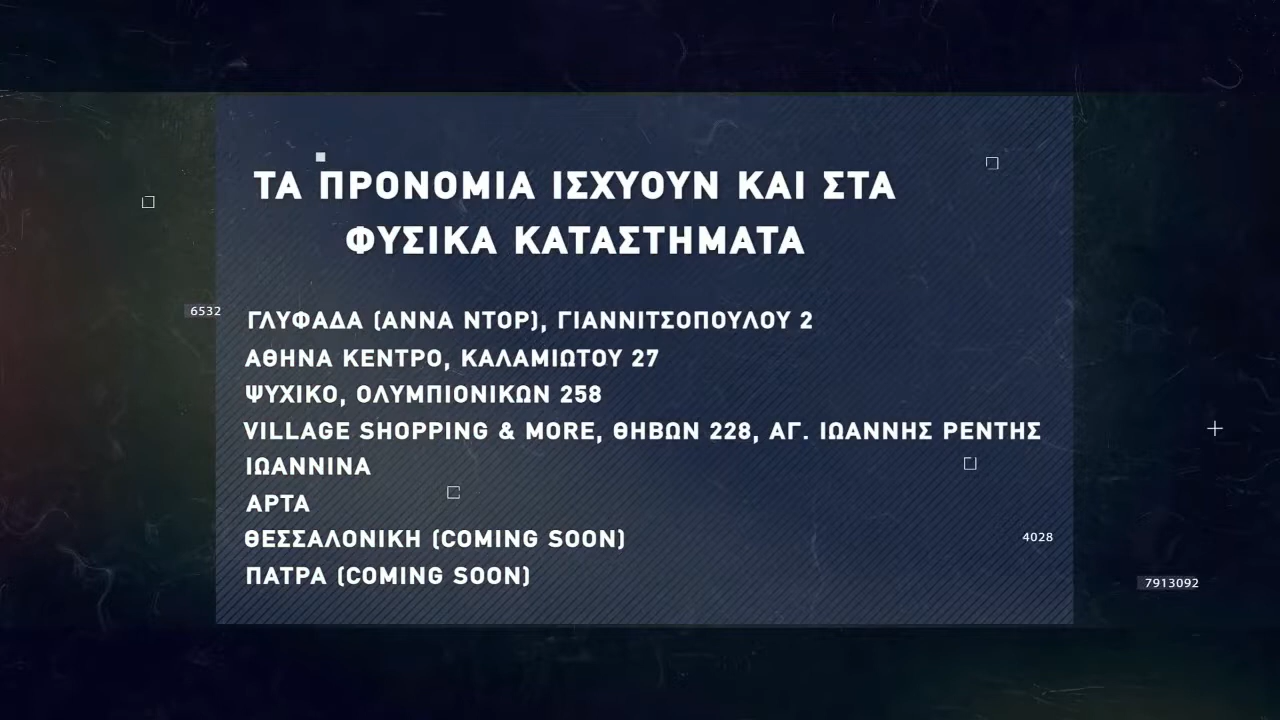 ΤΑ ΠΡΟΝΟΜΙΑ ΙΣΧΥΟΥΝ ΚΑΙ ΣΤΑ
ΦΥΣΙΚΑ ΚΑΤΑΣΤΗΜΑΤΑ
6532
ΓΛΥΦΑΔΑ (ΑΝΝΑ ΝΤΟΡ), ΓΙΑΝΝΙΤΣΟΠΟΥΛΟΥ 2
ΑΘΗΝΑ ΚΕΝΤΡΟ, ΚΑΛΑΜΙΩΤΟΥ 27
ΨΥΧΙΚΟ, ΟΛΥΜΠΙΟΝΙΚΩΝ 258
VILLAGE SHOPPING & MORE, ΘΗΒΩΝ 228, ΑΓ. ΙΩΑΝΝΗΣ ΡΕΝΤΗΣ
ΙΩΑΝΝΙΝΑ
ΑΡΤΑ
ΘΕΣΣΑΛΟΝΙΚΗ (COMING SOON)
4028
ΠΑΤΡΑ (COMING SOON)
7913092